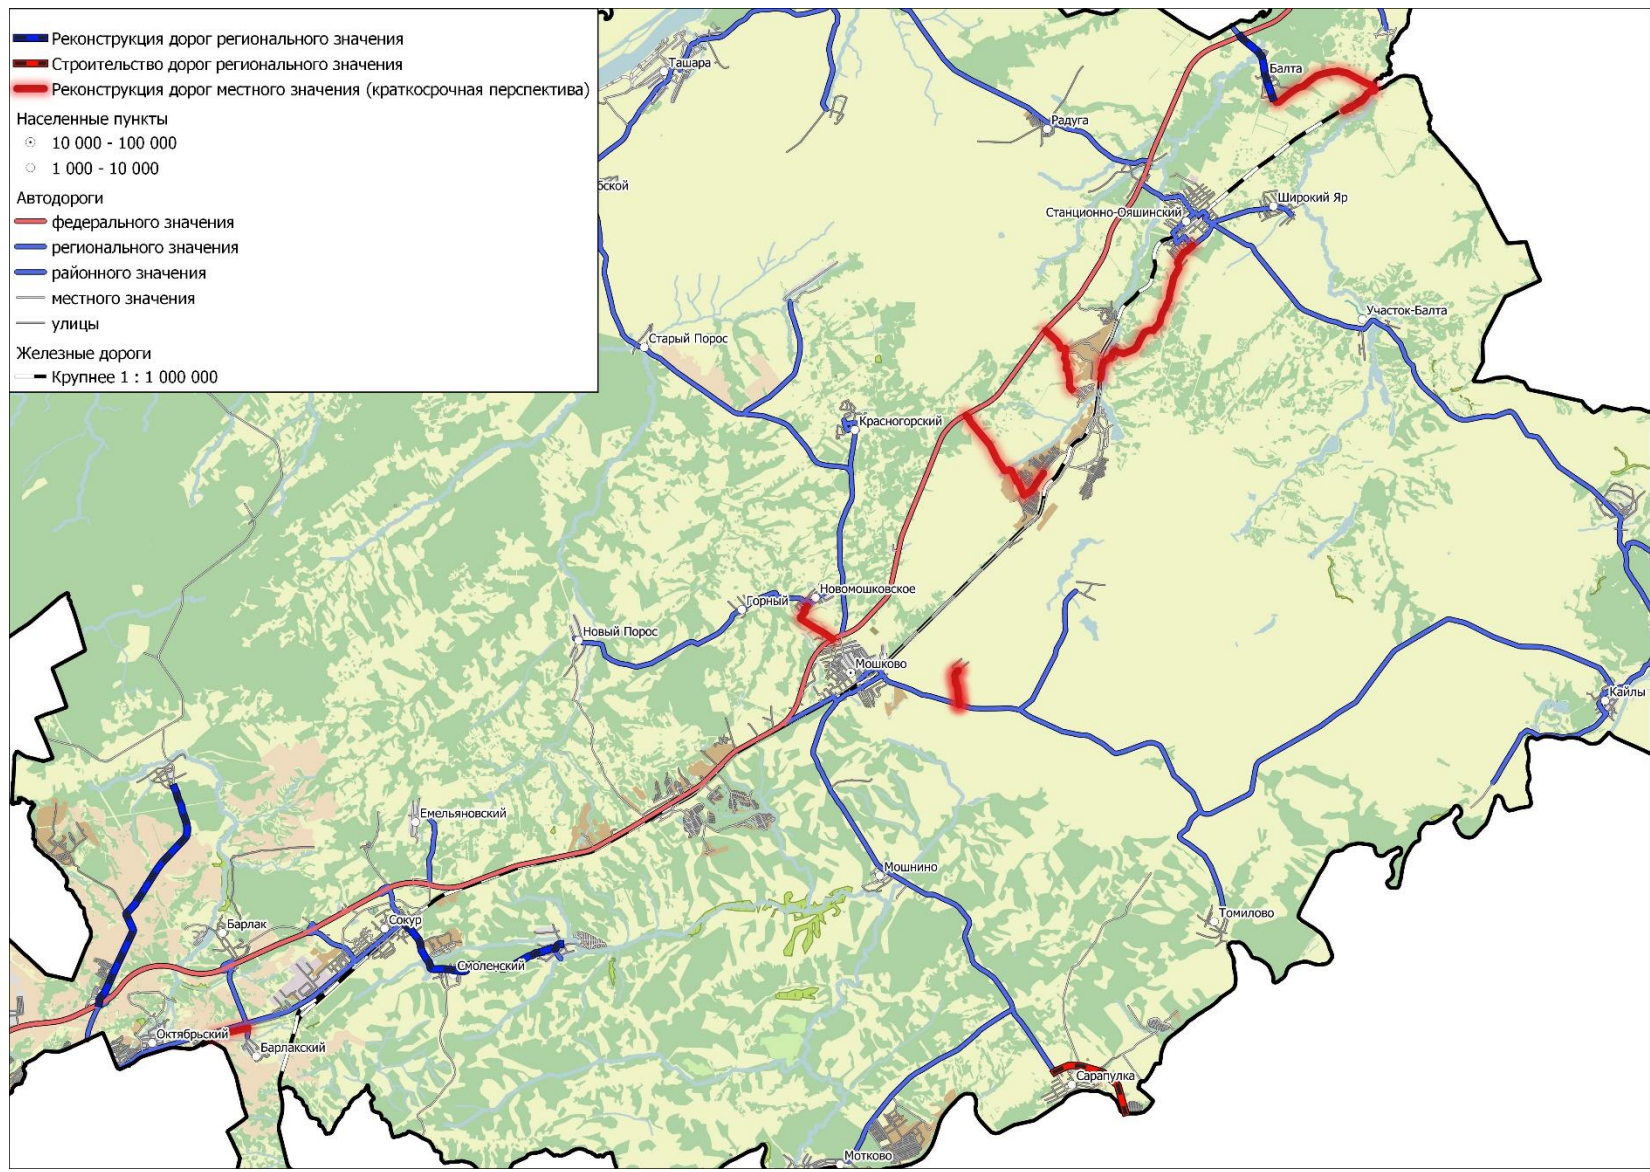 Реконструкция дорог регионального значения
Строительство дорог регионального значения
Реконструкция дорог местного значения (краткосрочная перспектива)
Населенные пункты
10 000 - 100 000
1 000 - 10 000
Автодороги
федерального значения
регионального значения
районного значения
местного значения
улицы
Железные дороги
Крупнее 1 : 1 000 000
Ташара
Балта
Радуга
бской
Широкий Яр
Станционно-Ояшинский
Участок-Балта
Старый Порос
Красногорский
Новомошковское
Горный
Новый Порос
Мошково
Кайлы
Емельяновский
Мошнино
Томилово
Сокур
Барлак
Смоленский
Октябрьский
Барлакский
Сарапулка
Мотково